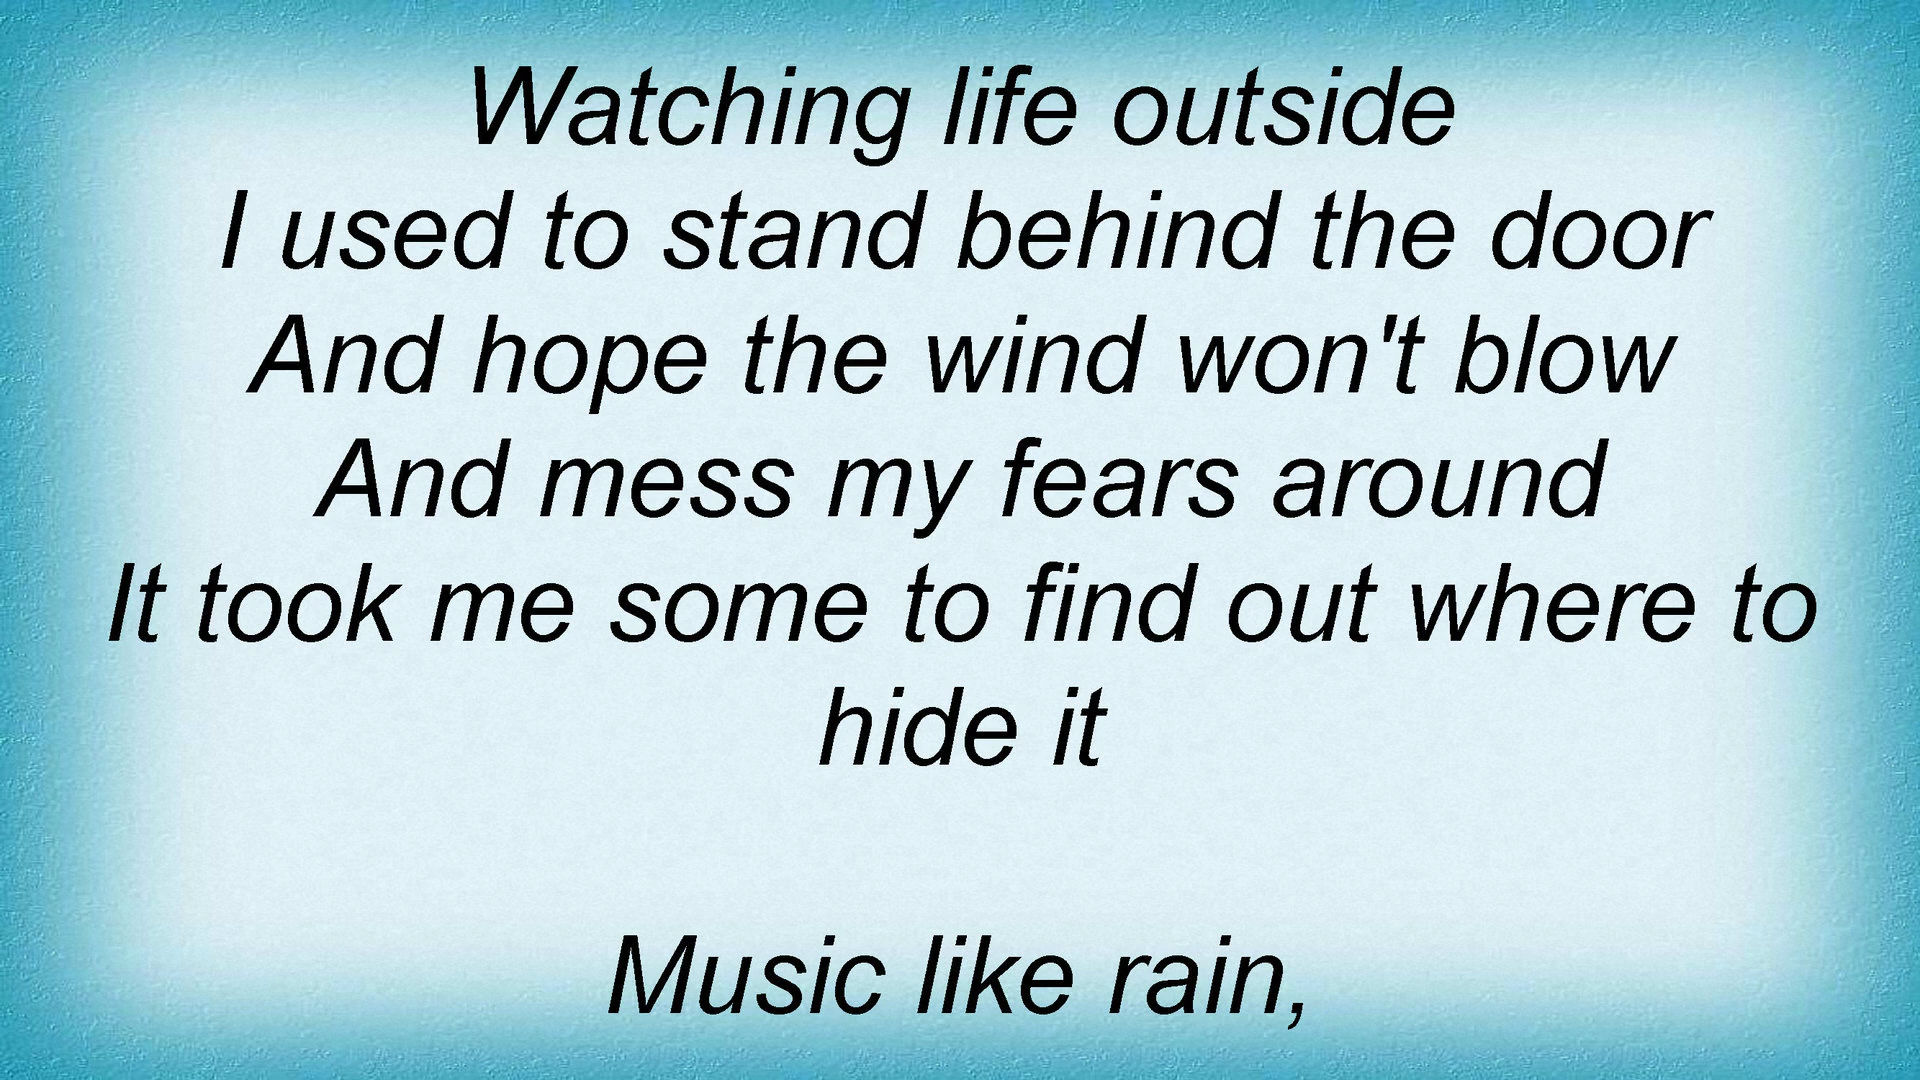 Watching life outside
I used to stand behind the door
And hope the wind won't blow
And mess my fears around
It took me some to find out where to
hide it
Music like rain,